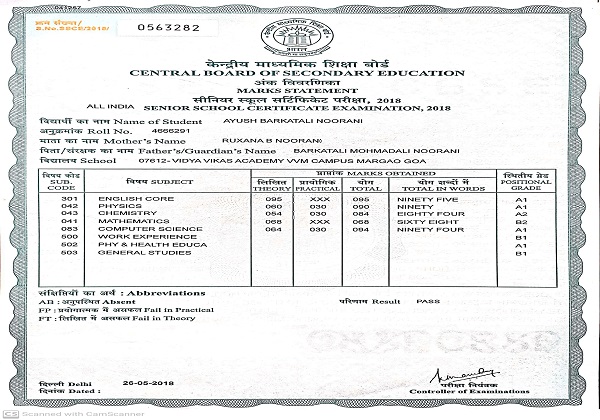 041267
क्रम संख्या/
S.No.SSCE/2018/
0563282
भारत
केन्द्रीय माध्यमिक शिक्षा बोर्ड
CENTRAL BOARD OF SECONDARY EDUCATION
अंक विवरणिका
MARKS STATEMENT
सीनियर स्कूल सर्टिफिकेट परीक्षा, 2018
ALL INDIA SENIOR SCHOOL CERTIFICATE EXAMINATION, 2018
विद्यार्थी का नाम Name of Student AYUSH BARKATALI NOORANI
अनुक्रमांक Roll No. 4666291
माता का नाम Mother's Name RUXANA B NOORANI
पिता/संरक्षक का नाम Father's/Guardian's Name BARKATALI MOHMADALI NOORANI
विद्यालय School 07612-VIDYA VIKAS ACADEMY VVM CAMPUS MARGAO GOA
प्राप्तांक MARKS OBTAINED
विषय कोड SUB. CODE विषय SUBJECT लिखित THEORY प्रायोगिक PRACTICAL योग TOTAL योग शब्दों में TOTAL IN WORDS स्थितीय ग्रेड POSITIONAL GRADE
301 ENGLISH CORE 095 XXX 095 NINETY FIVE A1
042 PHYSICS 060 030 090 NINETY A1
043 CHEMISTRY 054 030 084 EIGHTY FOUR A2
041 MATHEMATICS 068 XXX 068 SIXTY EIGHT B2
083 COMPUTER SCIENCE 064 030 094 NINETY FOUR A1
500 WORK EXPERIENCE B1
502 PHY & HEALTH EDUCA A1
503 GENERAL STUDIES B1
संक्षिप्तियों का अर्थ : Abbreviations
AB : अनुपस्थित Absent परिणाम Result PASS
FP : प्रयोगात्मक में असफल Fail in Practical
FT : लिखित में असफल Fail in Theory
दिल्ली Delhi 26-05-2018
दिनांक Dated :
परीक्षा नियंत्रक
Controller of Examinations
CS Scanned with CamScanner